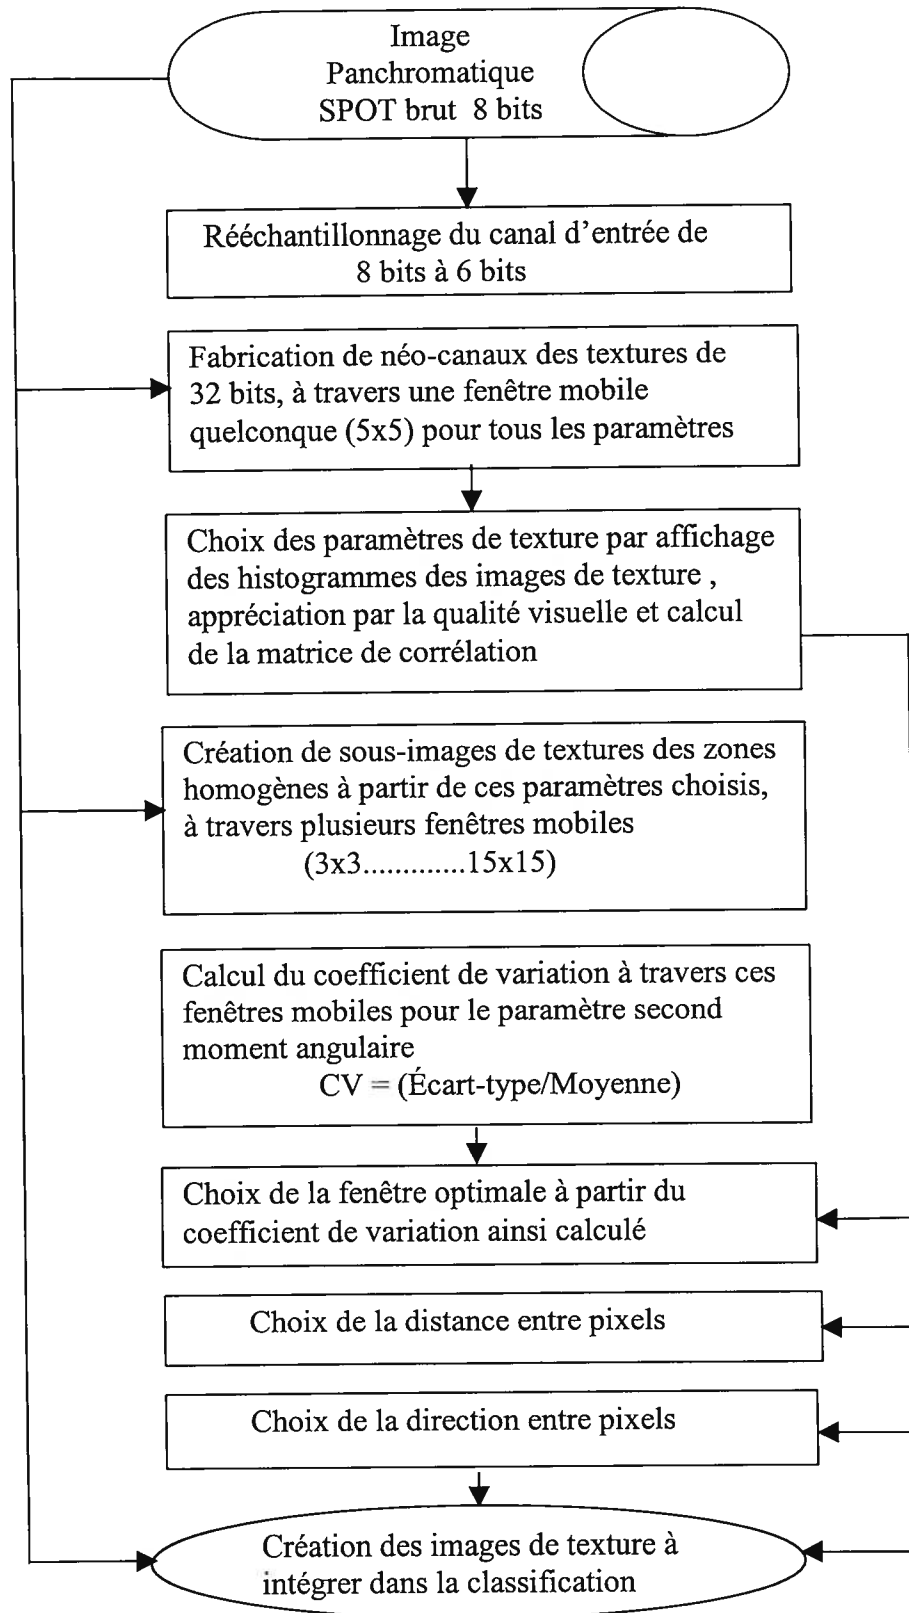 Image
Panchromatique
SPOT brut 8 bits
Rééchantillonnage du canal d'entrée de
8 bits à 6 bits
Fabrication de néo-canaux des textures de
32 bits, à travers une fenêtre mobile
quelconque (5x5) pour tous les paramètres
Choix des paramètres de texture par affichage
des histogrammes des images de texture ,
appréciation par la qualité visuelle et calcul
de la matrice de corrélation
Création de sous-images de textures des zones
homogènes à partir de ces paramètres choisis,
à travers plusieurs fenêtres mobiles
(3x3.............15x15)
Calcul du coefficient de variation à travers ces
fenêtres mobiles pour le paramètre second
moment angulaire
CV = (Écart-type/Moyenne)
Choix de la fenêtre optimale à partir du
coefficient de variation ainsi calculé
Choix de la distance entre pixels
Choix de la direction entre pixels
Création des images de texture à
intégrer dans la classification